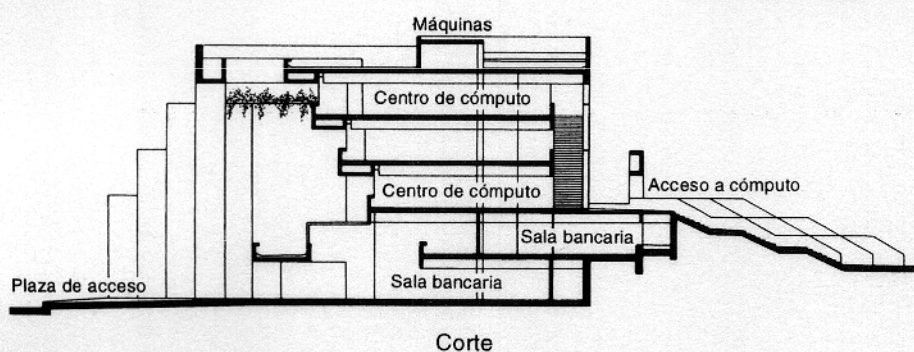 Máquinas
Centro de cómputo
Centro de cómputo
Acceso a cómputo
Sala bancaria
Plaza de acceso
Sala bancaria
Corte